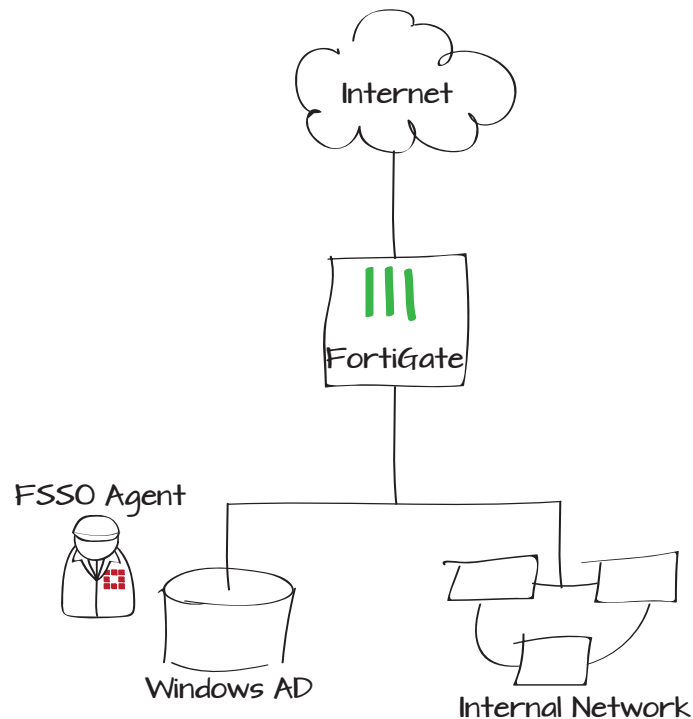 Internet
FortiGate
FSSO Agent
Windows AD
Internal Network